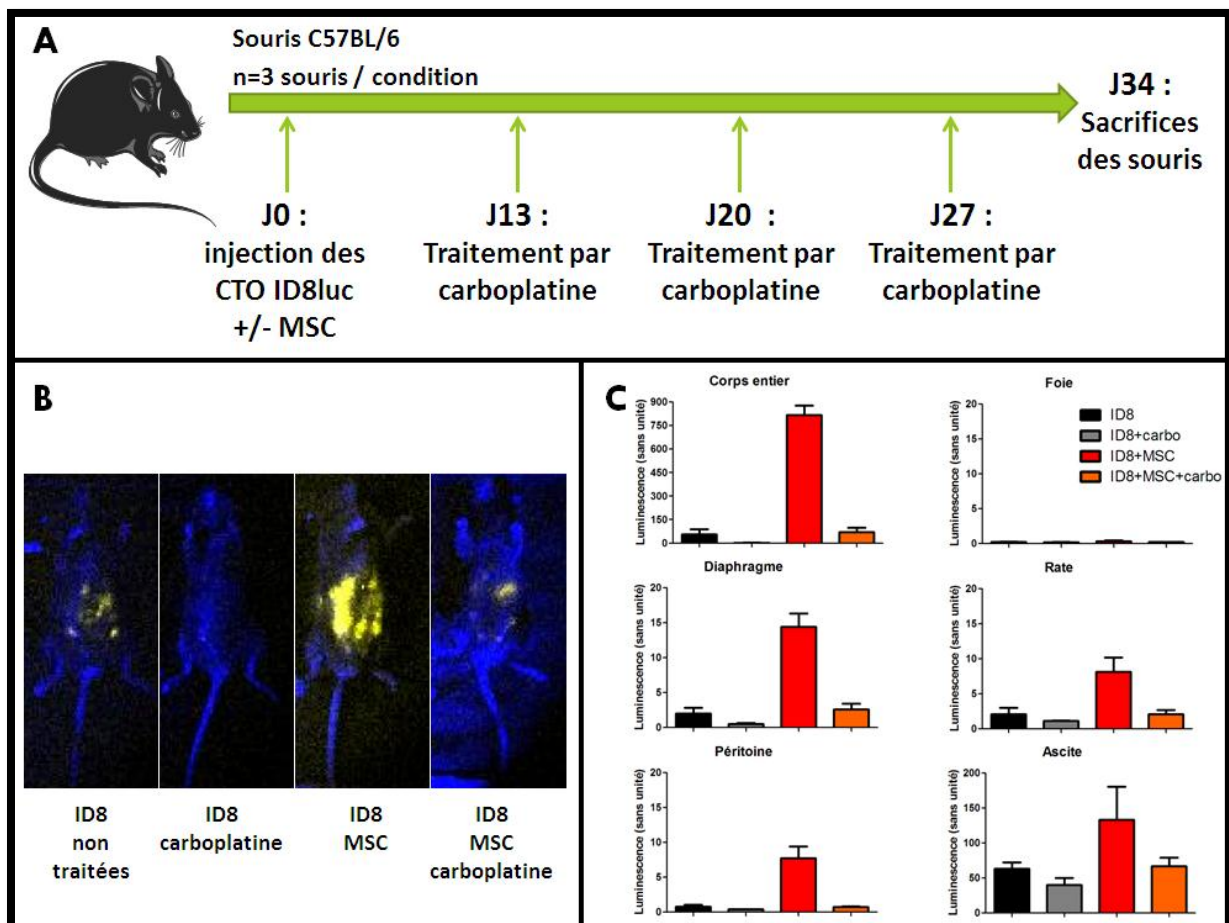 A
Souris C57BL/6
n=3 souris / condition
J34 :
Sacrifices
des souris
J0 :
injection des
CTO ID8luc
+/- MSC
J13 :
Traitement par
carboplatine
J20 :
Traitement par
carboplatine
J27 :
Traitement par
carboplatine
B
ID8
non
traitées
ID8
carboplatine
ID8
MSC
ID8
MSC
carboplatine
C
Corps entier
Luminescence (sans unité)
900
750
600
450
300
150
0
Foie
Luminescence (sans unité)
20
15
10
5
0
ID8
ID8+carbo
ID8+MSC
ID8+MSC+carbo
Diaphragme
Luminescence (sans unité)
20
15
10
5
0
Rate
Luminescence (sans unité)
20
15
10
5
0
Péritoine
Luminescence (sans unité)
20
15
10
5
0
Ascite
Luminescence (sans unité)
200
150
100
50
0